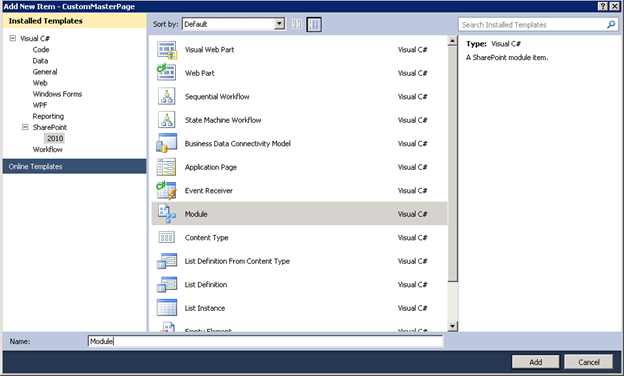 Add New Item - CustomMasterPage
Installed Templates
Visual C#
Code
Data
General
Web
Windows Forms
WPF
Reporting
SharePoint
2010
Workflow
Online Templates
Sort by: Default
Visual Web Part Visual C#
Web Part Visual C#
Sequential Workflow Visual C#
State Machine Workflow Visual C#
Business Data Connectivity Model Visual C#
Application Page Visual C#
Event Receiver Visual C#
Module Visual C#
Content Type Visual C#
List Definition From Content Type Visual C#
List Definition Visual C#
List Instance Visual C#
Empty Element Visual C#
Search Installed Templates
Type: Visual C#
A SharePoint module item.
Name: Module
Add Cancel